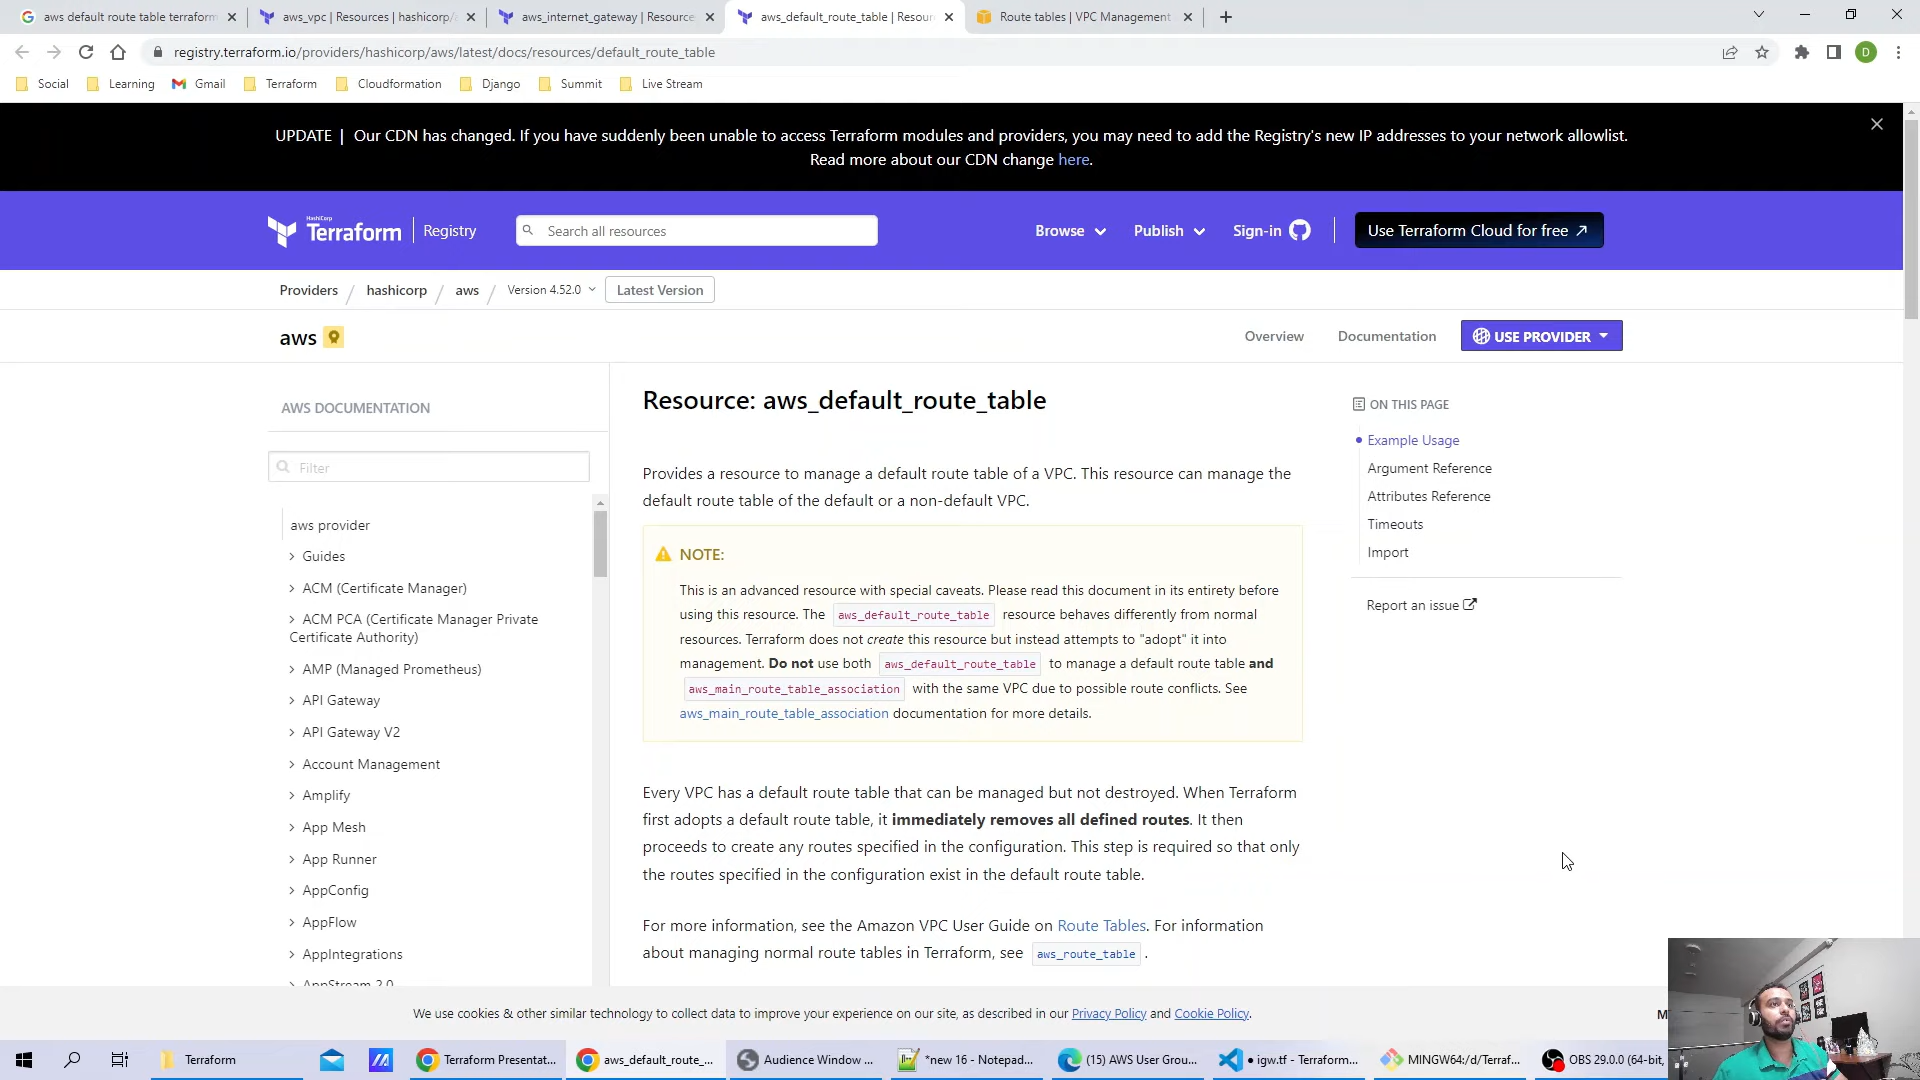 aws default route table terraform
aws_vpc | Resources | hashicorp/a
aws_internet_gateway | Resource
aws_default_route_table | Resour
Route tables | VPC Management
registry.terraform.io/providers/hashicorp/aws/latest/docs/resources/default_route_table
D
Social
Learning
Gmail
Terraform
Cloudformation
Django
Summit
Live Stream
UPDATE | Our CDN has changed. If you have suddenly been unable to access Terraform modules and providers, you may need to add the Registry's new IP addresses to your network allowlist.
Read more about our CDN change here.
HashiCorp
Terraform
Registry
Search all resources
Browse
Publish
Sign-in
Use Terraform Cloud for free
Providers / hashicorp / aws / Version 4.52.0
Latest Version
aws
Overview
Documentation
USE PROVIDER
AWS DOCUMENTATION
Filter
aws provider
Guides
ACM (Certificate Manager)
ACM PCA (Certificate Manager Private
Certificate Authority)
AMP (Managed Prometheus)
API Gateway
API Gateway V2
Account Management
Amplify
App Mesh
App Runner
AppConfig
AppFlow
AppIntegrations
AppStream 2.0
Resource: aws_default_route_table
Provides a resource to manage a default route table of a VPC. This resource can manage the
default route table of the default or a non-default VPC.
NOTE:
This is an advanced resource with special caveats. Please read this document in its entirety before
using this resource. The aws_default_route_table resource behaves differently from normal
resources. Terraform does not create this resource but instead attempts to "adopt" it into
management. Do not use both aws_default_route_table to manage a default route table and
aws_main_route_table_association with the same VPC due to possible route conflicts. See
aws_main_route_table_association documentation for more details.
Every VPC has a default route table that can be managed but not destroyed. When Terraform
first adopts a default route table, it immediately removes all defined routes. It then
proceeds to create any routes specified in the configuration. This step is required so that only
the routes specified in the configuration exist in the default route table.
For more information, see the Amazon VPC User Guide on Route Tables. For information
about managing normal route tables in Terraform, see aws_route_table .
ON THIS PAGE
Example Usage
Argument Reference
Attributes Reference
Timeouts
Import
Report an issue
We use cookies & other similar technology to collect data to improve your experience on our site, as described in our Privacy Policy and Cookie Policy.
M
Terraform
Terraform Presentat...
aws_default_route_...
Audience Window ...
*new 16 - Notepad...
(15) AWS User Grou...
● igw.tf - Terraform...
MINGW64:/d/Terraf...
OBS 29.0.0 (64-bit,